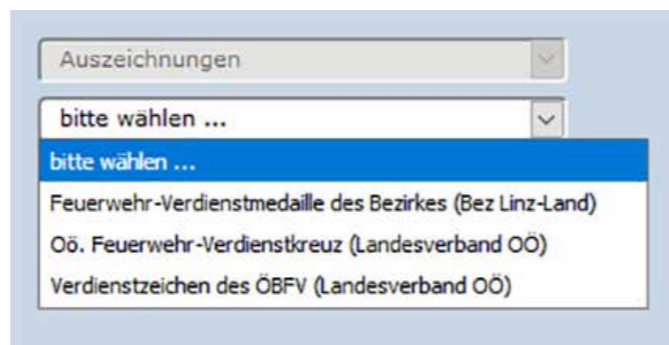 Auszeichnungen
bitte wählen ...
bitte wählen ...
Feuerwehr-Verdienstmedaille des Bezirkes (Bez Linz-Land)
Oö. Feuerwehr-Verdienstkreuz (Landesverband OÖ)
Verdienstzeichen des ÖBFV (Landesverband OÖ)